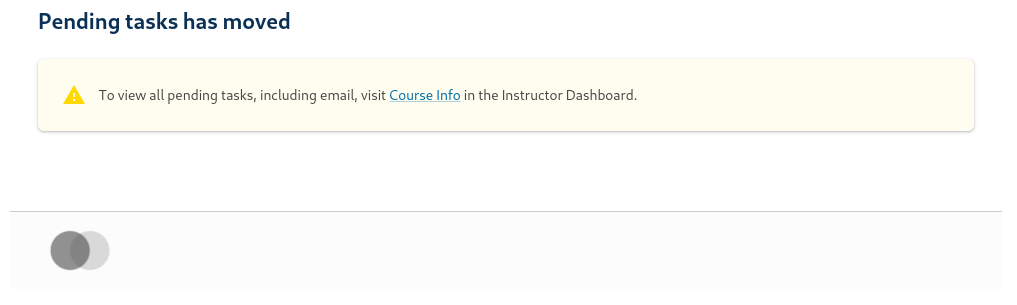 Pending tasks has moved
To view all pending tasks, including email, visit Course Info in the Instructor Dashboard.